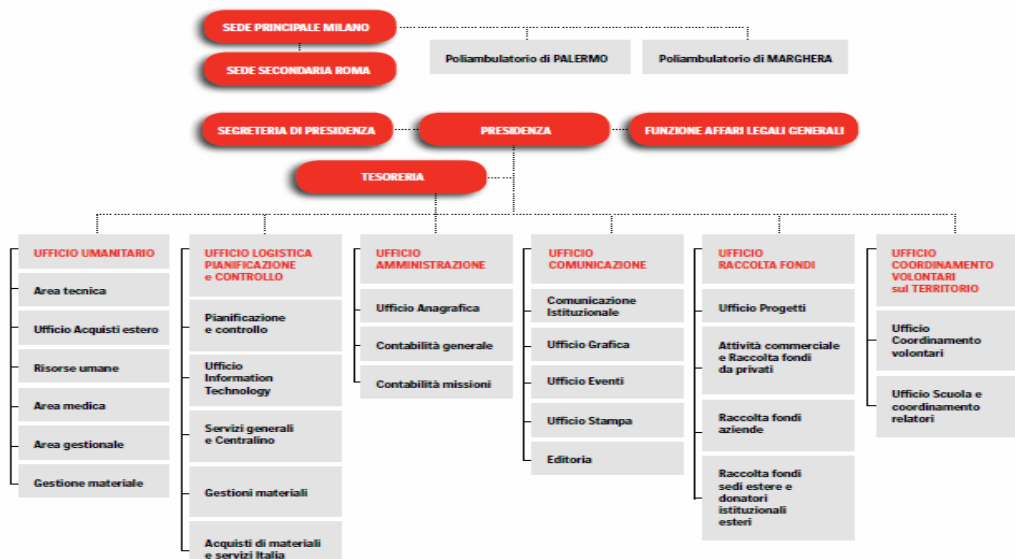 SEDE PRINCIPALE MILANO
Poliambulatorio di PALERMO
Poliambulatorio di MARGHERA
SEDE SECONDARIA ROMA
SEGRETERIA DI PRESIDENZA
PRESIDENZA
FUNZIONE AFFARI LEGALI GENERALI
TESORERIA
UFFICIO UMANITARIO
Area tecnica
Ufficio Acquisti estero
Risorse umane
Area medica
Area gestionale
Gestione materiale
UFFICIO LOGISTICA
PIANIFICAZIONE
e CONTROLLO
Pianificazione
e controllo
Ufficio
Information
Technology
Servizi generali
e Centralino
Gestioni materiali
Acquisti di materiali
e servizi Italia
UFFICIO
AMMINISTRAZIONE
Ufficio Anagrafica
Contabilità generale
Contabilità missioni
UFFICIO
COMUNICAZIONE
Comunicazione
Istituzionale
Ufficio Grafica
Ufficio Eventi
Ufficio Stampa
Editoria
UFFICIO
RACCOLTA FONDI
Ufficio Progetti
Attività commerciale
e Raccolta fondi
da privati
Raccolta fondi
aziende
Raccolta fondi
sedi estere e
donatori
istituzionali
esteri
UFFICIO
COORDINAMENTO
VOLONTARI
sul TERRITORIO
Ufficio
Coordinamento
volontari
Ufficio Scuola e
coordinamento
relatori